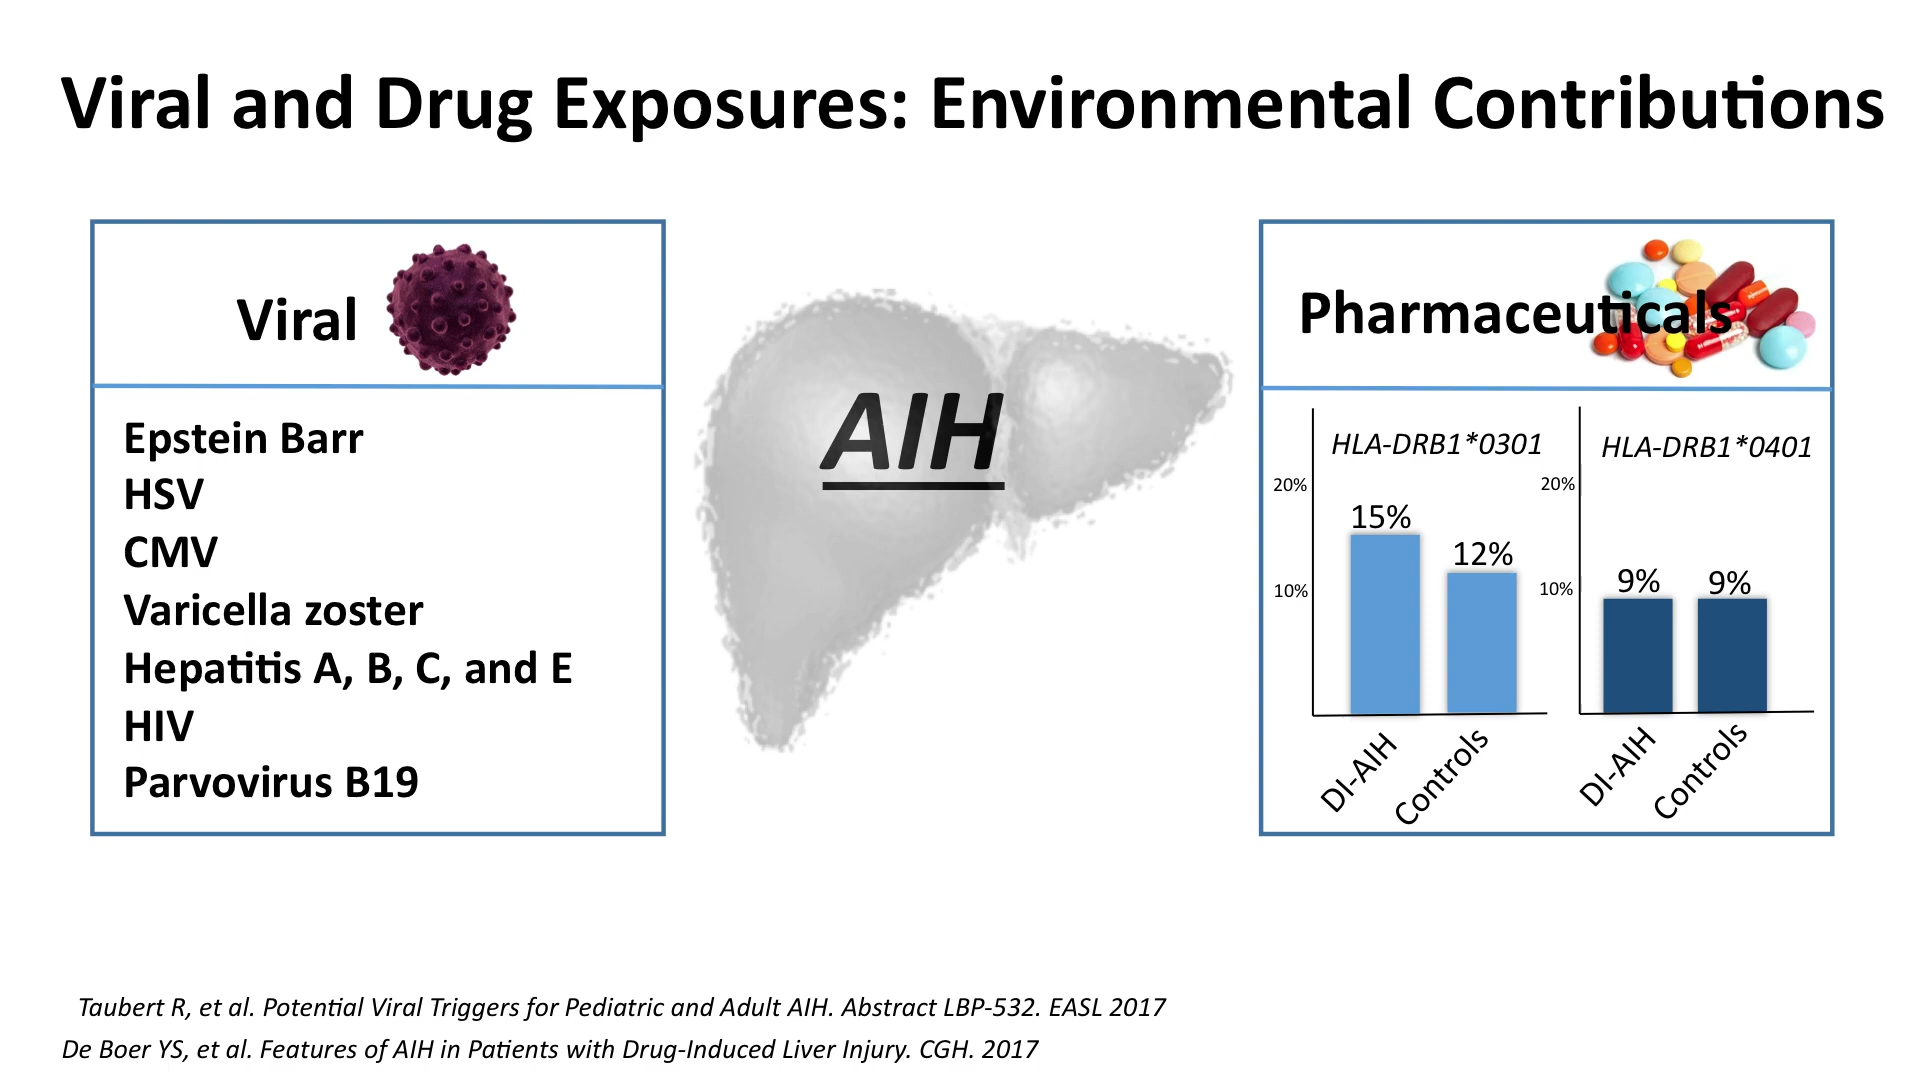 Viral and Drug Exposures: Environmental Contributions
Viral
Epstein Barr
HSV
CMV
Varicella zoster
Hepatitis A, B, C, and E
HIV
Parvovirus B19
AIH
Pharmaceuticals
HLA-DRB1*0301
20%
10%
15%
12%
DI-AIH
Controls
HLA-DRB1*0401
20%
10%
9%
9%
DI-AIH
Controls
Taubert R, et al. Potential Viral Triggers for Pediatric and Adult AIH. Abstract LBP-532. EASL 2017
De Boer YS, et al. Features of AIH in Patients with Drug-Induced Liver Injury. CGH. 2017